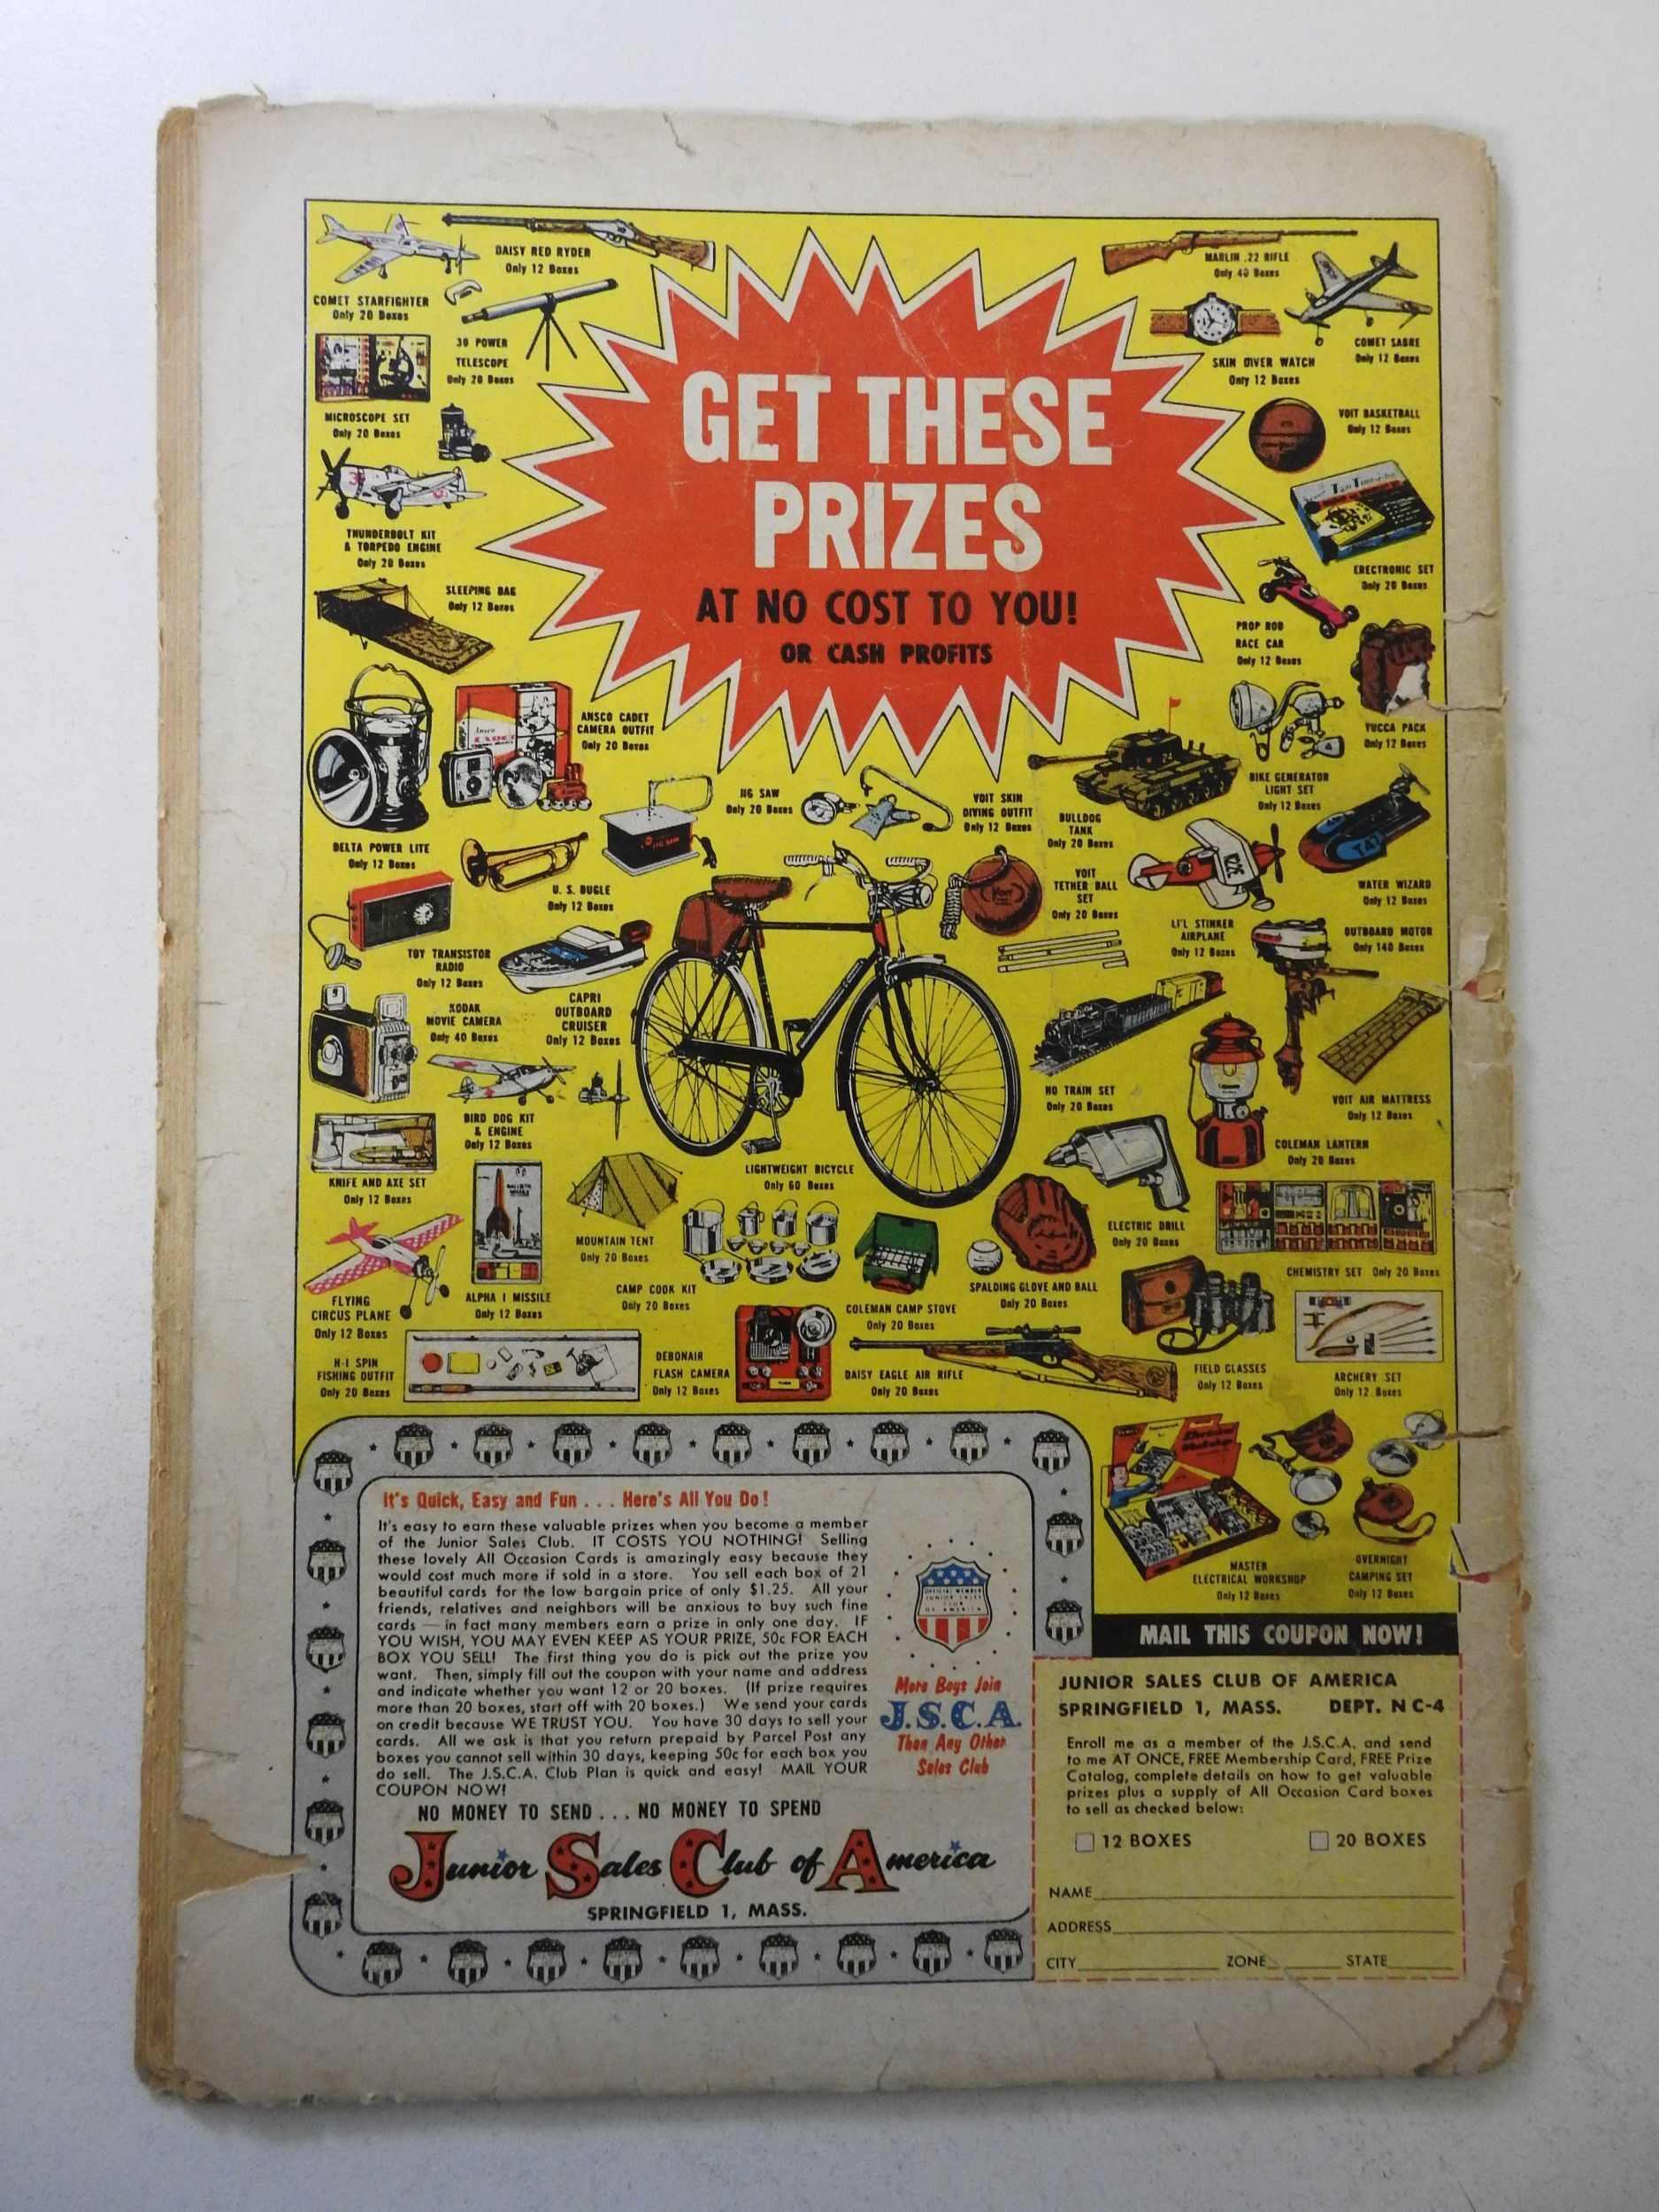 DAISY RED RYDER
Only 12 Boxes
MARLIN .22 RIFLE
Only 40 Boxes
COMET STARFIGHTER
Only 20 Boxes
30 POWER
TELESCOPE
Only 20 Boxes
SKIN DIVER WATCH
Only 12 Boxes
COMET SABRE
Only 12 Boxes
MICROSCOPE SET
Only 20 Boxes
VOIT BASKETBALL
Only 12 Boxes
GET THESE
PRIZES
AT NO COST TO YOU!
OR CASH PROFITS
THUNDERBOLT KIT
& TORPEDO ENGINE
Only 20 Boxes
ERECTRONIC SET
Only 20 Boxes
SLEEPING BAG
Only 12 Boxes
PROP ROD
RACE CAR
Only 12 Boxes
ANSCO CADET
CAMERA OUTFIT
Only 20 Boxes
YUCCA PACK
Only 12 Boxes
JIG SAW
Only 20 Boxes
VOIT SKIN
DIVING OUTFIT
Only 12 Boxes
BULLDOG
TANK
Only 20 Boxes
24
BIKE GENERATOR
LIGHT SET
Only 12 Boxes
DELTA POWER LITE
Only 12 Boxes
JIG SAW
U. S. BUGLE
Only 12 Boxes
VOIT
VOIT
TETHER BALL
SET
Only 20 Boxes
T47
WATER WIZARD
Only 12 Boxes
LI'L STINKER
AIRPLANE
Only 12 Boxes
OUTBOARD MOTOR
Only 140 Boxes
TOY TRANSISTOR
RADIO
Only 12 Boxes
KODAK
MOVIE CAMERA
Only 40 Boxes
CAPRI
OUTBOARD
CRUISER
Only 12 Boxes
HO TRAIN SET
Only 20 Boxes
VOIT AIR MATTRESS
Only 12 Boxes
BIRD DOG KIT
& ENGINE
Only 12 Boxes
COLEMAN LANTERN
Only 20 Boxes
KNIFE AND AXE SET
Only 12 Boxes
LIGHTWEIGHT BICYCLE
Only 60 Boxes
MOUNTAIN TENT
Only 20 Boxes
ELECTRIC DRILL
Only 20 Boxes
CHEMISTRY SET Only 20 Boxes
FLYING
CIRCUS PLANE
Only 12 Boxes
ALPHA I MISSILE
Only 12 Boxes
CAMP COOK KIT
Only 20 Boxes
COLEMAN CAMP STOVE
Only 20 Boxes
SPALDING GLOVE AND BALL
Only 20 Boxes
H-I SPIN
FISHING OUTFIT
Only 20 Boxes
DEBONAIR
FLASH CAMERA
Only 12 Boxes
DAISY EAGLE AIR RIFLE
Only 20 Boxes
FIELD GLASSES
Only 12 Boxes
ARCHERY SET
Only 12 Boxes
MASTER
ELECTRICAL WORKSHOP
Only 12 Boxes
OVERNIGHT
CAMPING SET
Only 12 Boxes
It's Quick, Easy and Fun . . . Here's All You Do!
It's easy to earn these valuable prizes when you become a member
of the Junior Sales Club. IT COSTS YOU NOTHING! Selling
these lovely All Occasion Cards is amazingly easy because they
would cost much more if sold in a store. You sell each box of 21
beautiful cards for the low bargain price of only $1.25. All your
friends, relatives and neighbors will be anxious to buy such fine
cards — in fact many members earn a prize in only one day. IF
YOU WISH, YOU MAY EVEN KEEP AS YOUR PRIZE, 50c FOR EACH
BOX YOU SELL! The first thing you do is pick out the prize you
want. Then, simply fill out the coupon with your name and address
and indicate whether you want 12 or 20 boxes. (If prize requires
more than 20 boxes, start off with 20 boxes.) We send your cards
on credit because WE TRUST YOU. You have 30 days to sell your
cards. All we ask is that you return prepaid by Parcel Post any
boxes you cannot sell within 30 days, keeping 50c for each box you
do sell. The J.S.C.A. Club Plan is quick and easy! MAIL YOUR
COUPON NOW!
NO MONEY TO SEND . . . NO MONEY TO SPEND
Junior Sales Club of America
SPRINGFIELD 1, MASS.
OFFICIAL MEMBER
JUNIOR SALES
CLUB
OF AMERICA
More Boys Join
J.S.C.A.
Than Any Other
Sales Club
MAIL THIS COUPON NOW!
JUNIOR SALES CLUB OF AMERICA
SPRINGFIELD 1, MASS. DEPT. N C-4
Enroll me as a member of the J.S.C.A. and send
to me AT ONCE, FREE Membership Card, FREE Prize
Catalog, complete details on how to get valuable
prizes plus a supply of All Occasion Card boxes
to sell as checked below:
12 BOXES 20 BOXES
NAME
ADDRESS
CITY ZONE STATE